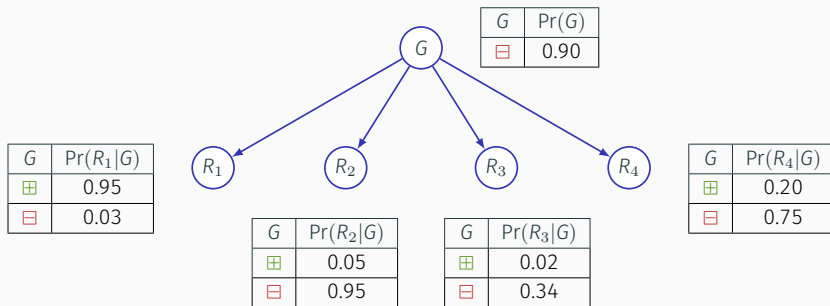 G Pr(G)
⊟ 0.90
G
R₁ R₂ R₃ R₄
G Pr(R₁|G)
⊞ 0.95
⊟ 0.03
G Pr(R₂|G)
⊞ 0.05
⊟ 0.95
G Pr(R₃|G)
⊞ 0.02
⊟ 0.34
G Pr(R₄|G)
⊞ 0.20
⊟ 0.75